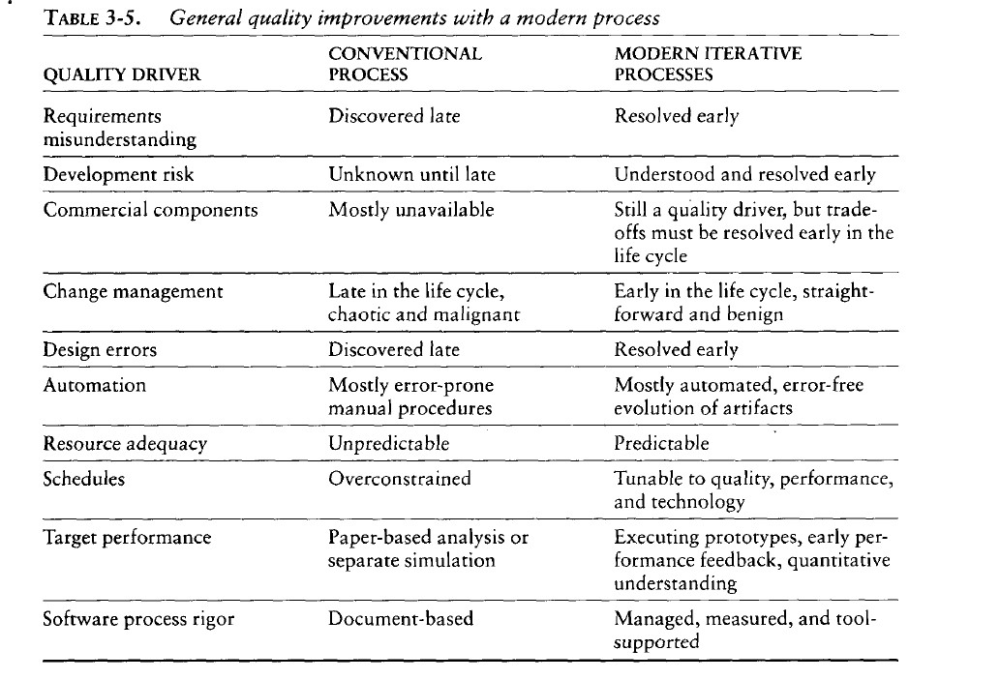 TABLE 3-5. General quality improvements with a modern process
CONVENTIONAL MODERN ITERATIVE
QUALITY DRIVER PROCESS PROCESSES
Requirements Discovered late Resolved early
misunderstanding
Development risk Unknown until late Understood and resolved early
Commercial components Mostly unavailable Still a quality driver, but trade-
offs must be resolved early in the
life cycle
Change management Late in the life cycle, Early in the life cycle, straight-
chaotic and malignant forward and benign
Design errors Discovered late Resolved early
Automation Mostly error-prone Mostly automated, error-free
manual procedures evolution of artifacts
Resource adequacy Unpredictable Predictable
Schedules Overconstrained Tunable to quality, performance,
and technology
Target performance Paper-based analysis or Executing prototypes, early per-
separate simulation formance feedback, quantitative
understanding
Software process rigor Document-based Managed, measured, and tool-
supported